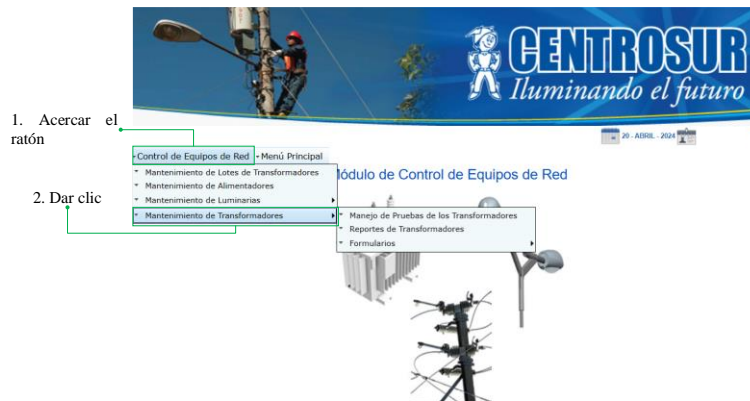 CENTROSUR
Iluminando el futuro
1. Acercar el
ratón
20 - ABRIL - 2024
Control de Equipos de Red
Menú Principal
Mantenimiento de Lotes de Transformadores
Módulo de Control de Equipos de Red
Mantenimiento de Alimentadores
2. Dar clic
Mantenimiento de Luminarias
Mantenimiento de Transformadores
Manejo de Pruebas de los Transformadores
Reportes de Transformadores
Formularios